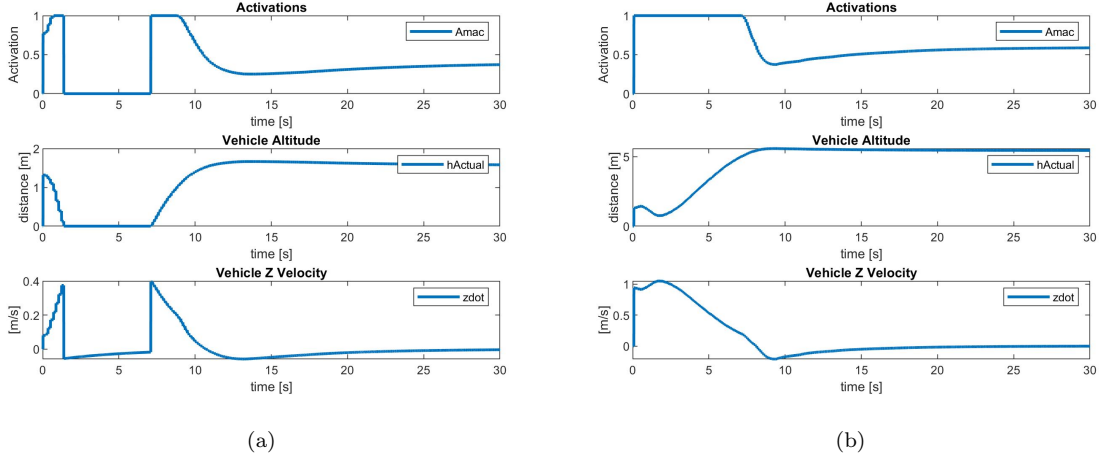 Activations
Activation
1
0.5
0
Amac
0 5 10 15 20 25 30
time [s]
Vehicle Altitude
distance [m]
2
1
0
hActual
0 5 10 15 20 25 30
time [s]
Vehicle Z Velocity
[m/s]
0.4
0.2
0
zdot
0 5 10 15 20 25 30
time [s]
(a)
Activations
Activation
1
0.5
0
Amac
0 5 10 15 20 25 30
time [s]
Vehicle Altitude
distance [m]
5
0
hActual
0 5 10 15 20 25 30
time [s]
Vehicle Z Velocity
[m/s]
1
0.5
0
zdot
0 5 10 15 20 25 30
time [s]
(b)